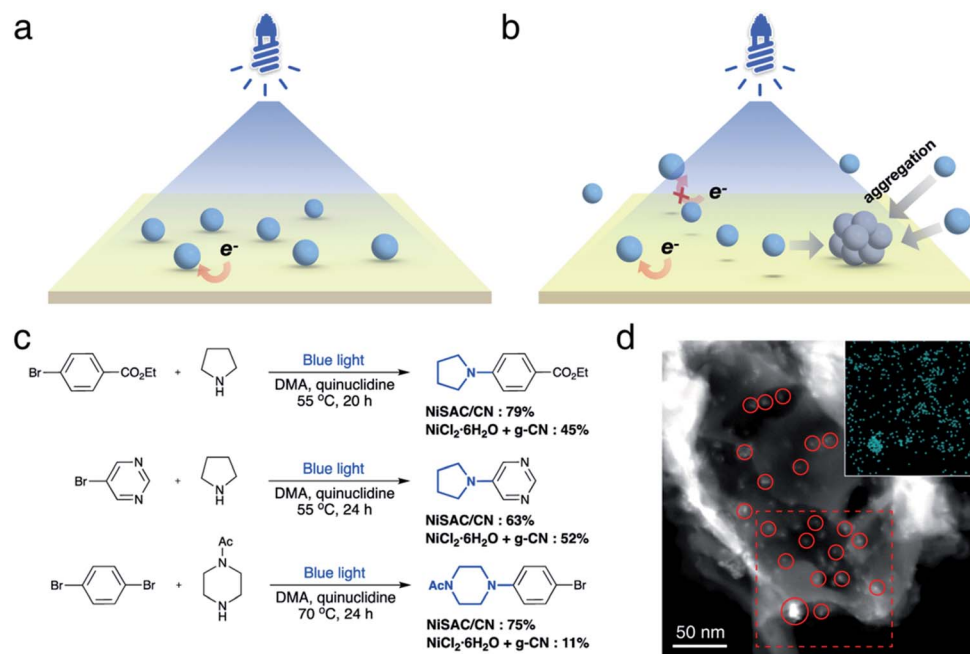 a
b
e-
e-
e-
aggregation
c
Br
CO₂Et
+
N
H
Blue light
DMA, quinuclidine
55 °C, 20 h
N
CO₂Et
NiSAC/CN : 79%
NiCl₂·6H₂O + g-CN : 45%
Br
N
N
+
N
H
Blue light
DMA, quinuclidine
55 °C, 24 h
N
N
N
NiSAC/CN : 63%
NiCl₂·6H₂O + g-CN : 52%
Br
Br
+
Ac
N
N
H
Blue light
DMA, quinuclidine
70 °C, 24 h
AcN
N
Br
NiSAC/CN : 75%
NiCl₂·6H₂O + g-CN : 11%
d
50 nm